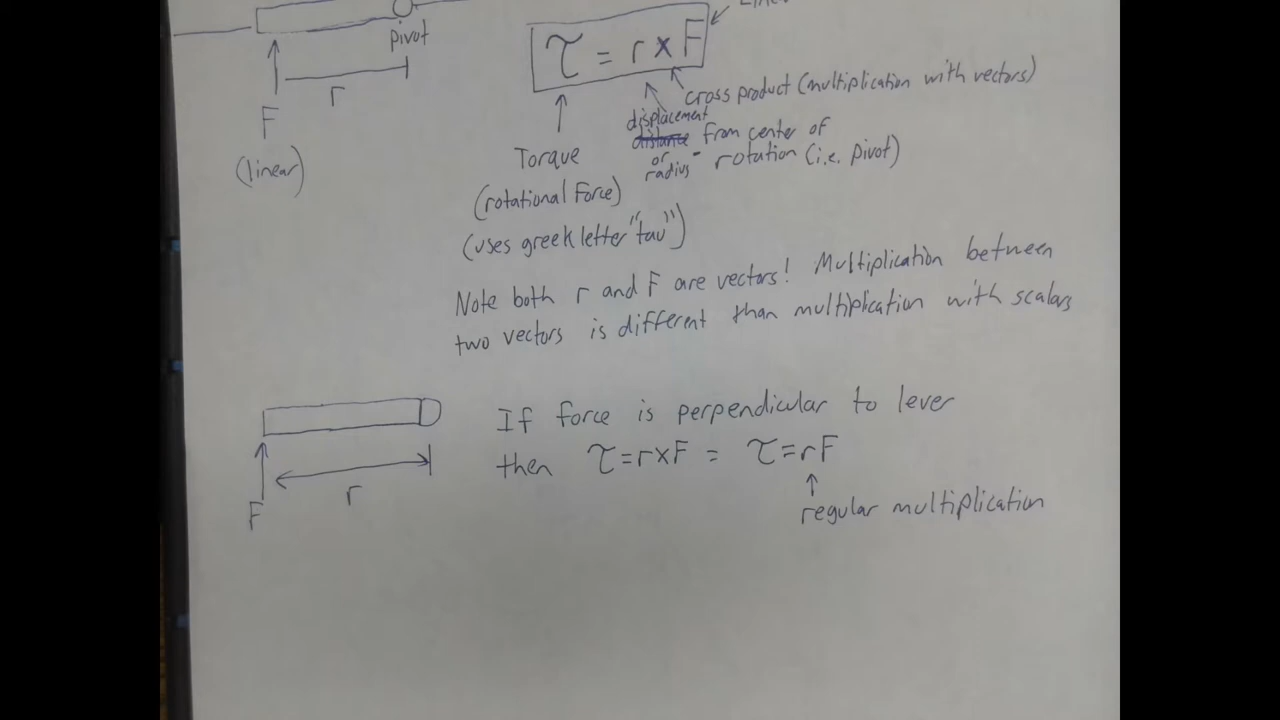 pivot
r
F
(linear)
τ = r × F
cross product (multiplication with vectors)
displacement
distance from center of
or
radius rotation (i.e. pivot)
Torque
(rotational force)
(uses greek letter "tau")
Note both r and F are vectors! Multiplication between
two vectors is different than multiplication with scalars
If force is perpendicular to lever
then τ=r×F = τ=rF
regular multiplication
r
F